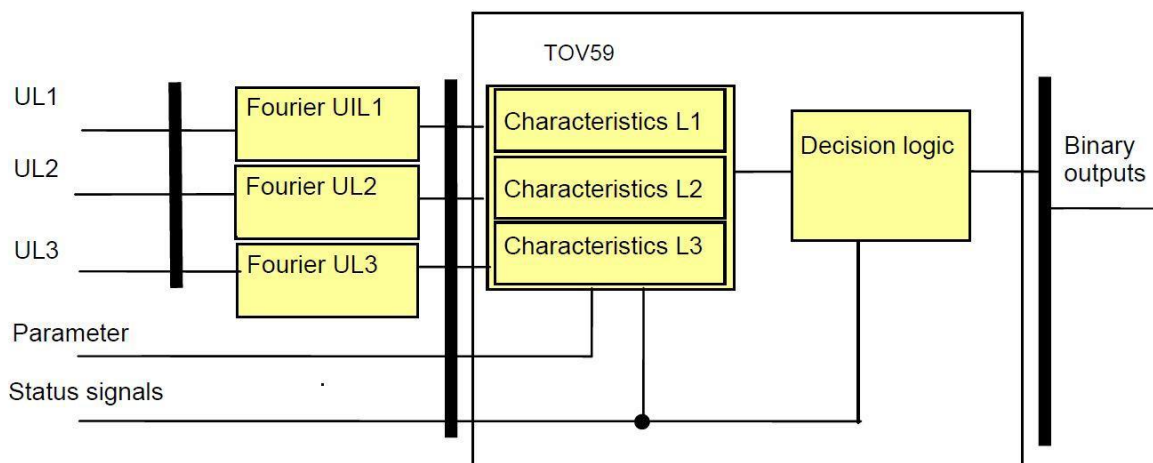 TOV59
UL1
Fourier UIL1
Characteristics L1
Decision logic
Binary
outputs
UL2
Fourier UL2
Characteristics L2
UL3
Fourier UL3
Characteristics L3
Parameter
Status signals